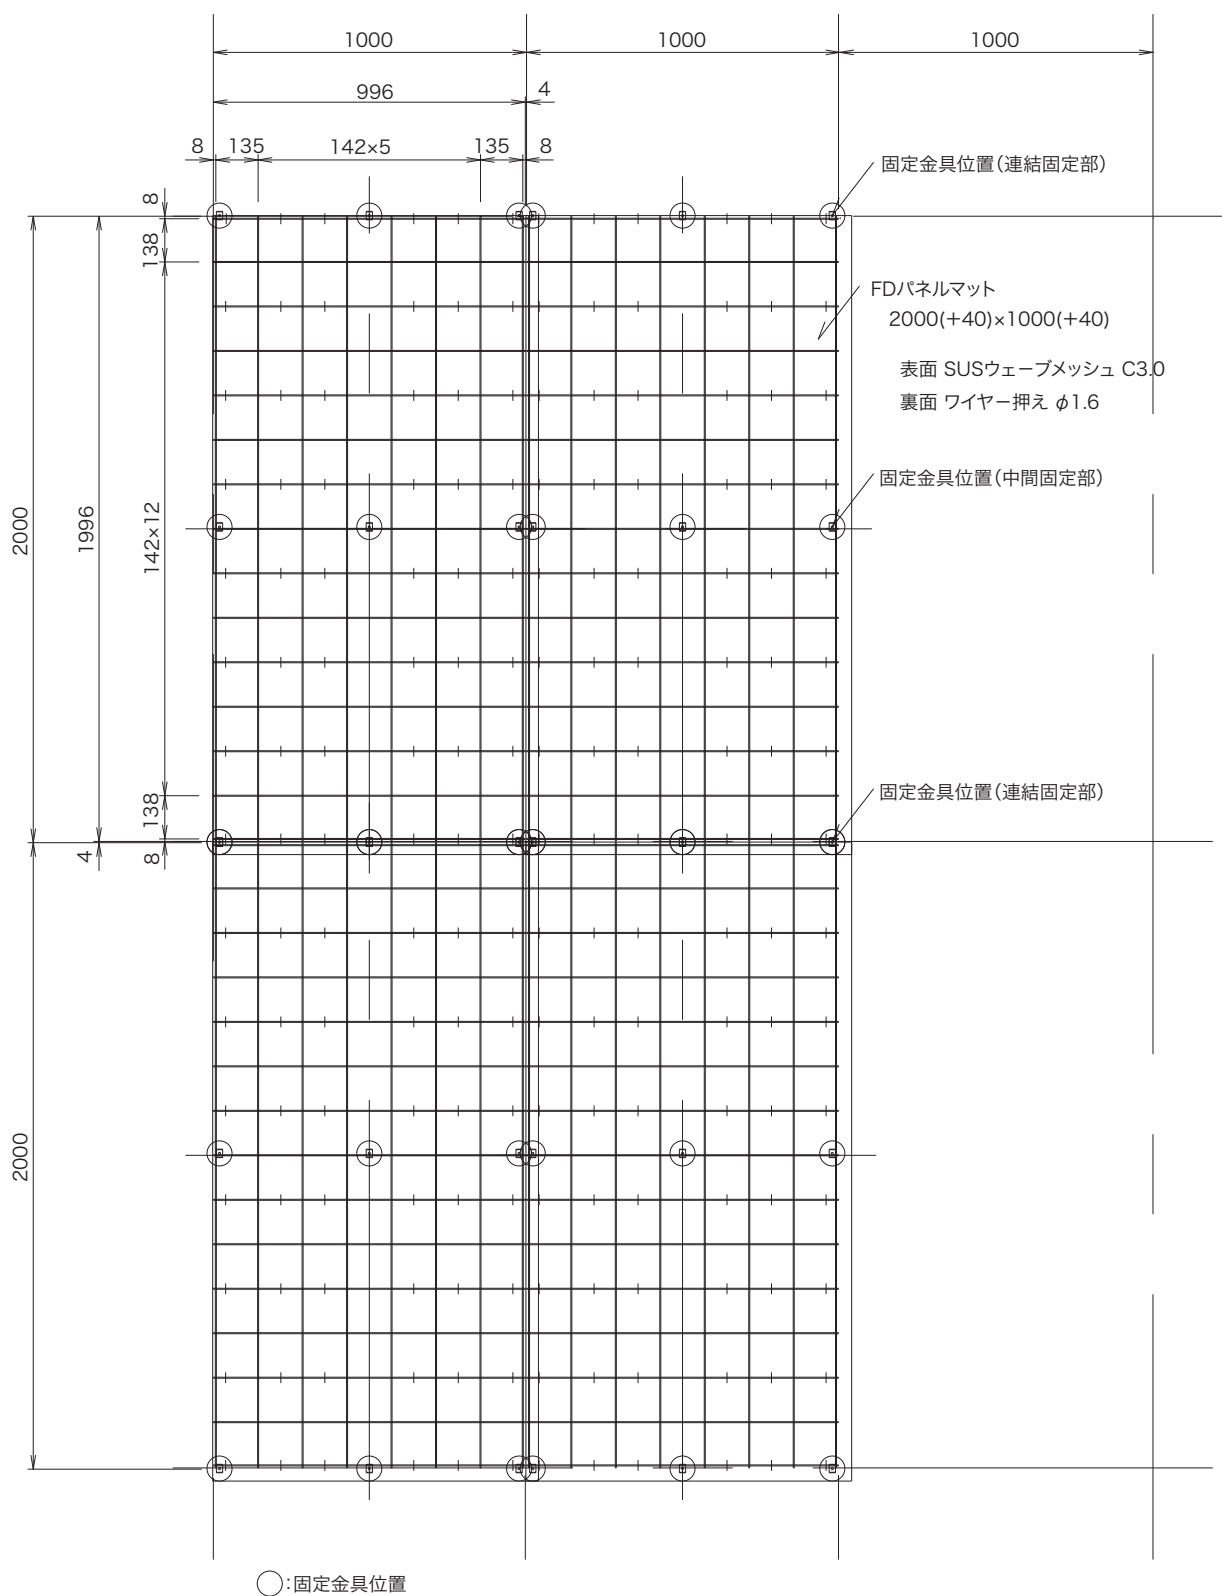 1000
1000
1000
996
4
8
135
142×5
135
8
固定金具位置(連結固定部)
8
138
FDパネルマット
2000(+40)×1000(+40)
表面 SUSウェーブメッシュ C3.0
裏面 ワイヤー押え φ1.6
固定金具位置(中間固定部)
2000
1996
142×12
固定金具位置(連結固定部)
138
4
8
2000
○:固定金具位置